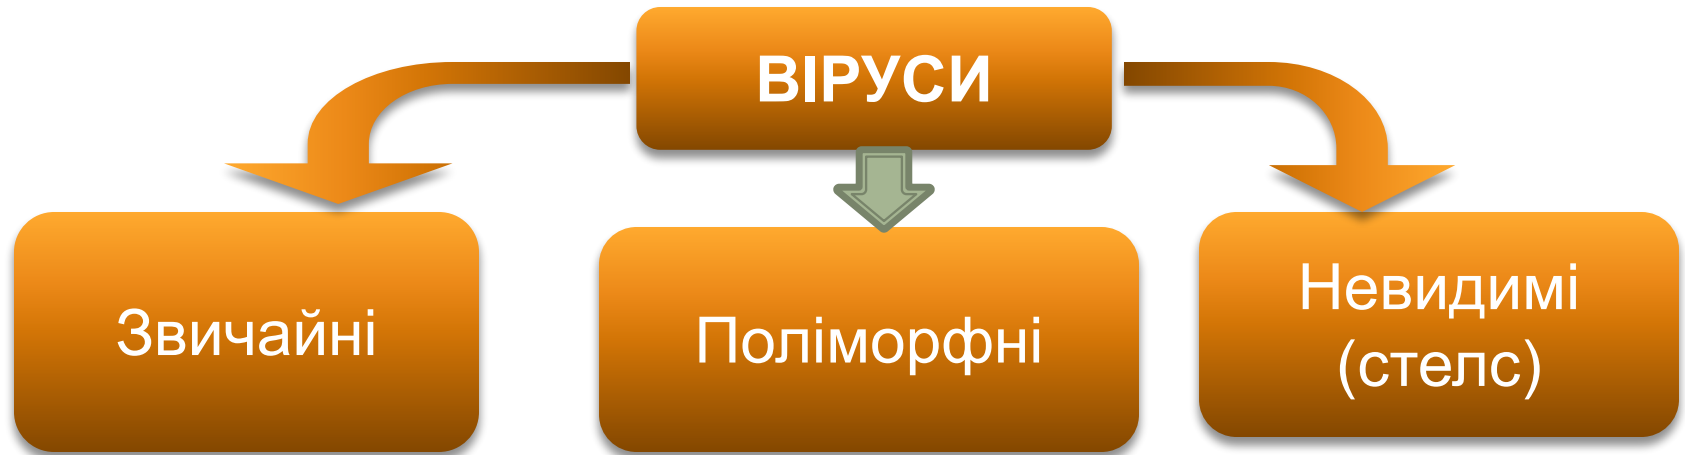 ВІРУСИ
Звичайні
Поліморфні
Невидимі
(стелс)